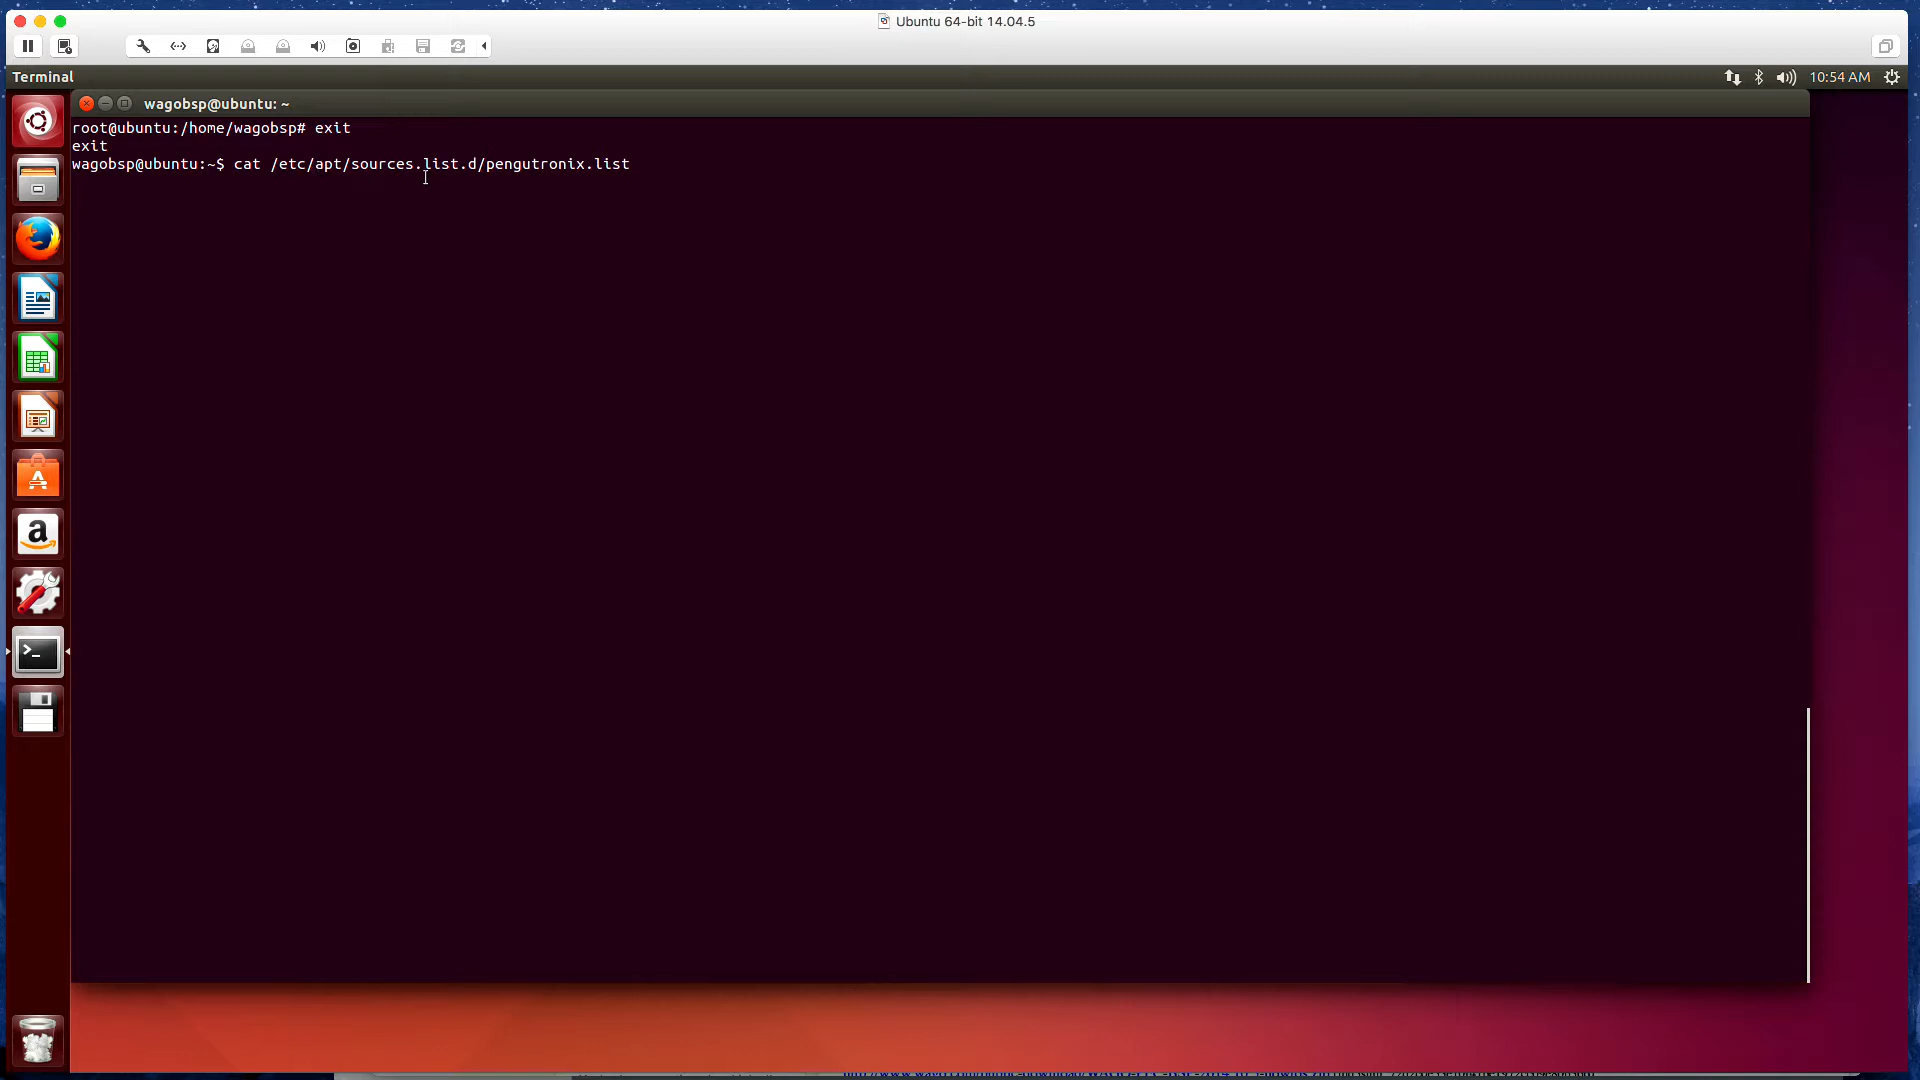 Ubuntu 64-bit 14.04.5
Terminal
10:54 AM
wagobsp@ubuntu: ~
root@ubuntu:/home/wagobsp# exit
exit
wagobsp@ubuntu:~$ cat /etc/apt/sources.list.d/pengutronix.list